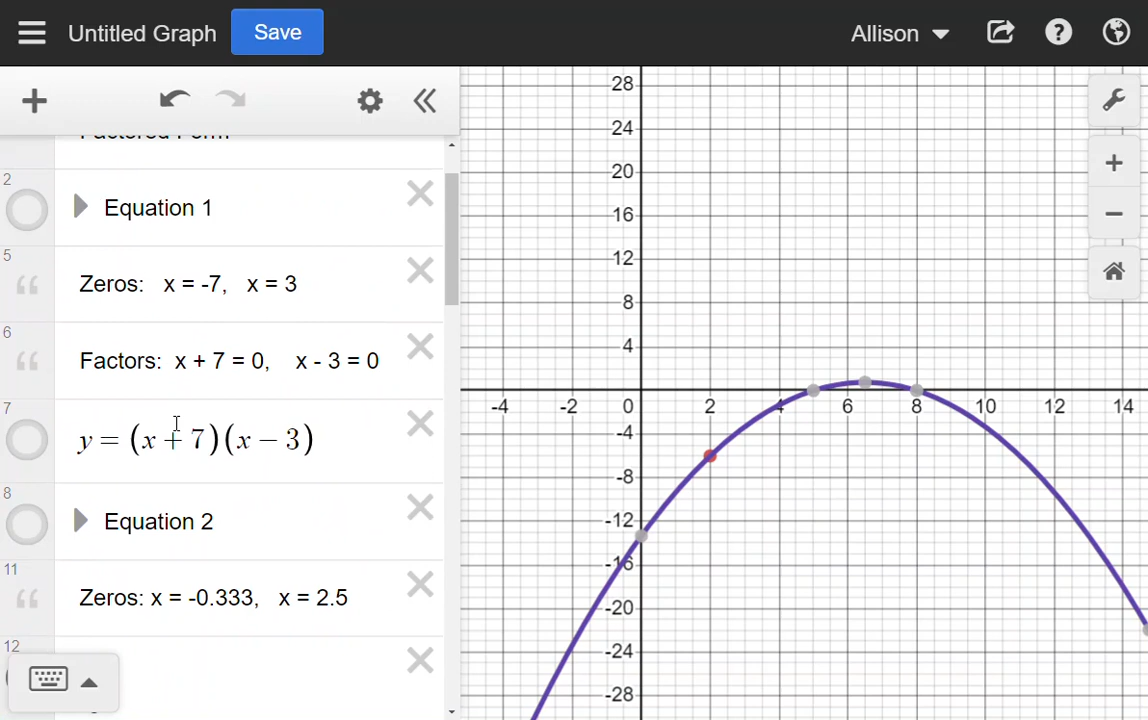 Untitled Graph Save Allison ?
Factored Form
2 Equation 1
5 Zeros: x = -7, x = 3
6 Factors: x + 7 = 0, x - 3 = 0
7 y = (x + 7)(x − 3)
8 Equation 2
11 Zeros: x = -0.333, x = 2.5
12
28
24
20
16
12
8
4
-4 -2 0 2 4 6 8 10 12 14
-4
-8
-12
-16
-20
-24
-28